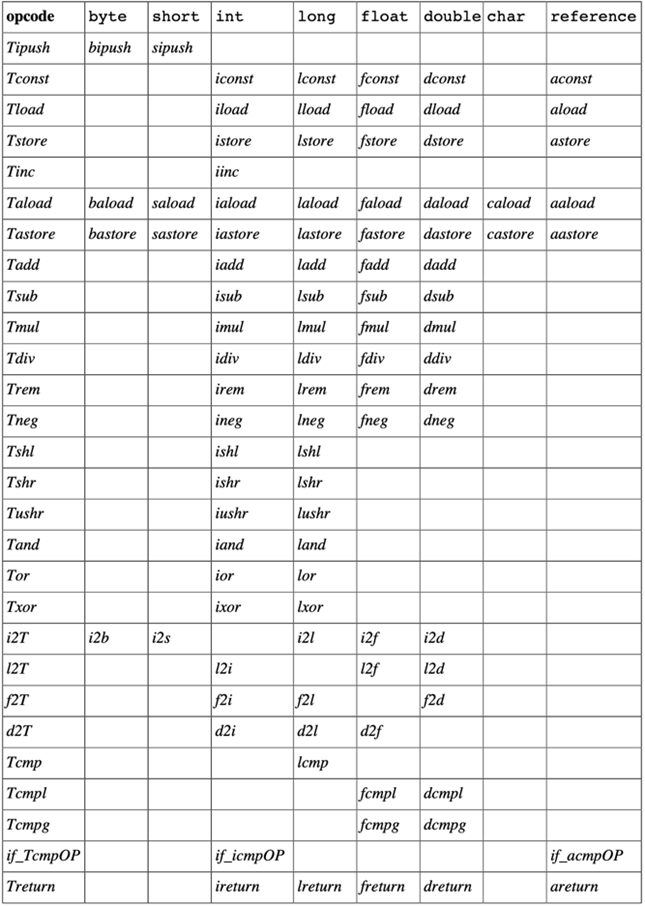 opcode byte short int long float double char reference
Tipush bipush sipush
Tconst iconst lconst fconst dconst aconst
Tload iload lload fload dload aload
Tstore istore lstore fstore dstore astore
Tinc iinc
Taload baload saload iaload laload faload daload caload aaload
Tastore bastore sastore iastore lastore fastore dastore castore aastore
Tadd iadd ladd fadd dadd
Tsub isub lsub fsub dsub
Tmul imul lmul fmul dmul
Tdiv idiv ldiv fdiv ddiv
Trem irem lrem frem drem
Tneg ineg lneg fneg dneg
Tshl ishl lshl
Tshr ishr lshr
Tushr iushr lushr
Tand iand land
Tor ior lor
Txor ixor lxor
i2T i2b i2s i2l i2f i2d
l2T l2i l2f l2d
f2T f2i f2l f2d
d2T d2i d2l d2f
Tcmp lcmp
Tcmpl fcmpl dcmpl
Tcmpg fcmpg dcmpg
if_TcmpOP if_icmpOP if_acmpOP
Treturn ireturn lreturn freturn dreturn areturn